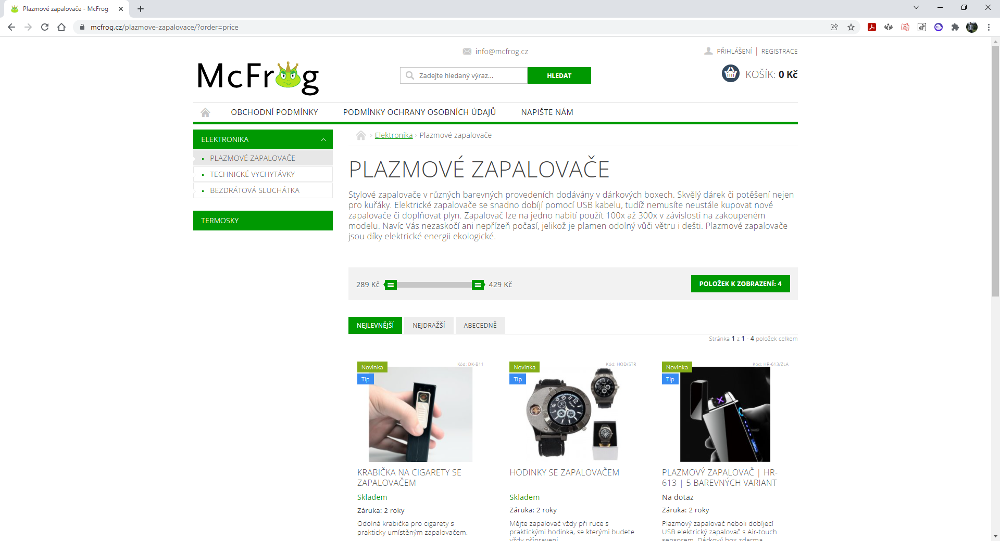 Plazmové zapalovače - McFrog
mcfrog.cz/plazmove-zapalovace/?order=price
info@mcfrog.cz
PŘIHLÁŠENÍ | REGISTRACE
McFrog
Zadejte hledaný výraz...
HLEDAT
KOŠÍK: 0 Kč
OBCHODNÍ PODMÍNKY
PODMÍNKY OCHRANY OSOBNÍCH ÚDAJŮ
NAPIŠTE NÁM
ELEKTRONIKA
PLAZMOVÉ ZAPALOVAČE
TECHNICKÉ VYCHYTÁVKY
BEZDRÁTOVÁ SLUCHÁTKA
TERMOSKY
› Elektronika › Plazmové zapalovače
PLAZMOVÉ ZAPALOVAČE
Stylové zapalovače v různých barevných provedeních dodávány v dárkových boxech. Skvělý dárek či potěšení nejen
pro kuřáky. Elektrické zapalovače se snadno dobíjí pomocí USB kabelu, tudíž nemusíte neustále kupovat nové
zapalovače či doplňovat plyn. Zapalovač lze na jedno nabití použít 100x až 300x v závislosti na zakoupeném
modelu. Navíc Vás nezaskočí ani nepřízeň počasí, jelikož je plamen odolný vůči větru i dešti. Plazmové zapalovače
jsou díky elektrické energii ekologické.
289 Kč
429 Kč
POLOŽEK K ZOBRAZENÍ: 4
NEJLEVNĚJŠÍ
NEJDRAŽŠÍ
ABECEDNĚ
Stránka 1 z 1 - 4 položek celkem
Novinka
Tip
Kód: DK-B11
KRABIČKA NA CIGARETY SE
ZAPALOVAČEM
Skladem
Záruka: 2 roky
Odolná krabička pro cigarety s
prakticky umístěným zapalovačem.
Novinka
Tip
Kód: HOD/STR
HODINKY SE ZAPALOVAČEM
Skladem
Záruka: 2 roky
Mějte zapalovač vždy při ruce s
praktickými hodinka, se kterými budete
vždy připraveni.
Novinka
Tip
Kód: HR-613/ZLA
PLAZMOVÝ ZAPALOVAČ | HR-
613 | 5 BAREVNÝCH VARIANT
Na dotaz
Záruka: 2 roky
Plazmový zapalovač neboli dobíjecí
USB elektrický zapalovač s Air-touch
sensorem. Dárkový box zdarma.